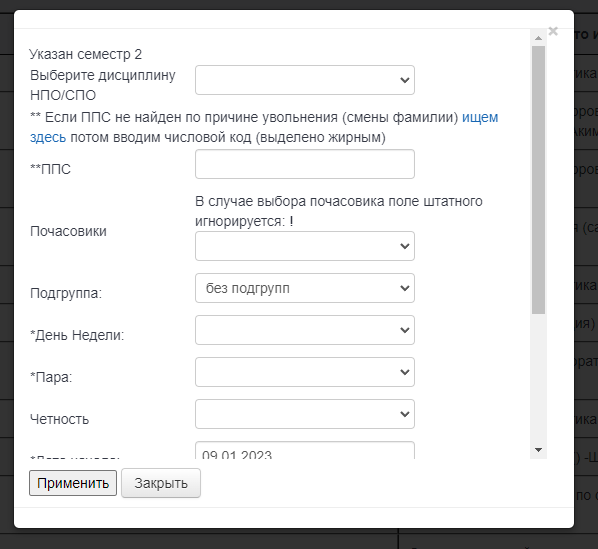 Указан семестр 2
Выберите дисциплину
НПО/СПО
** Если ППС не найден по причине увольнения (смены фамилии) ищем
здесь потом вводим числовой код (выделено жирным)
**ППС
В случае выбора почасовика поле штатного
игнорируется: !
Почасовики
Подгруппа: без подгрупп
*День Недели:
*Пара:
Четность
*Дата начала: 09.01.2023
Применить Закрыть